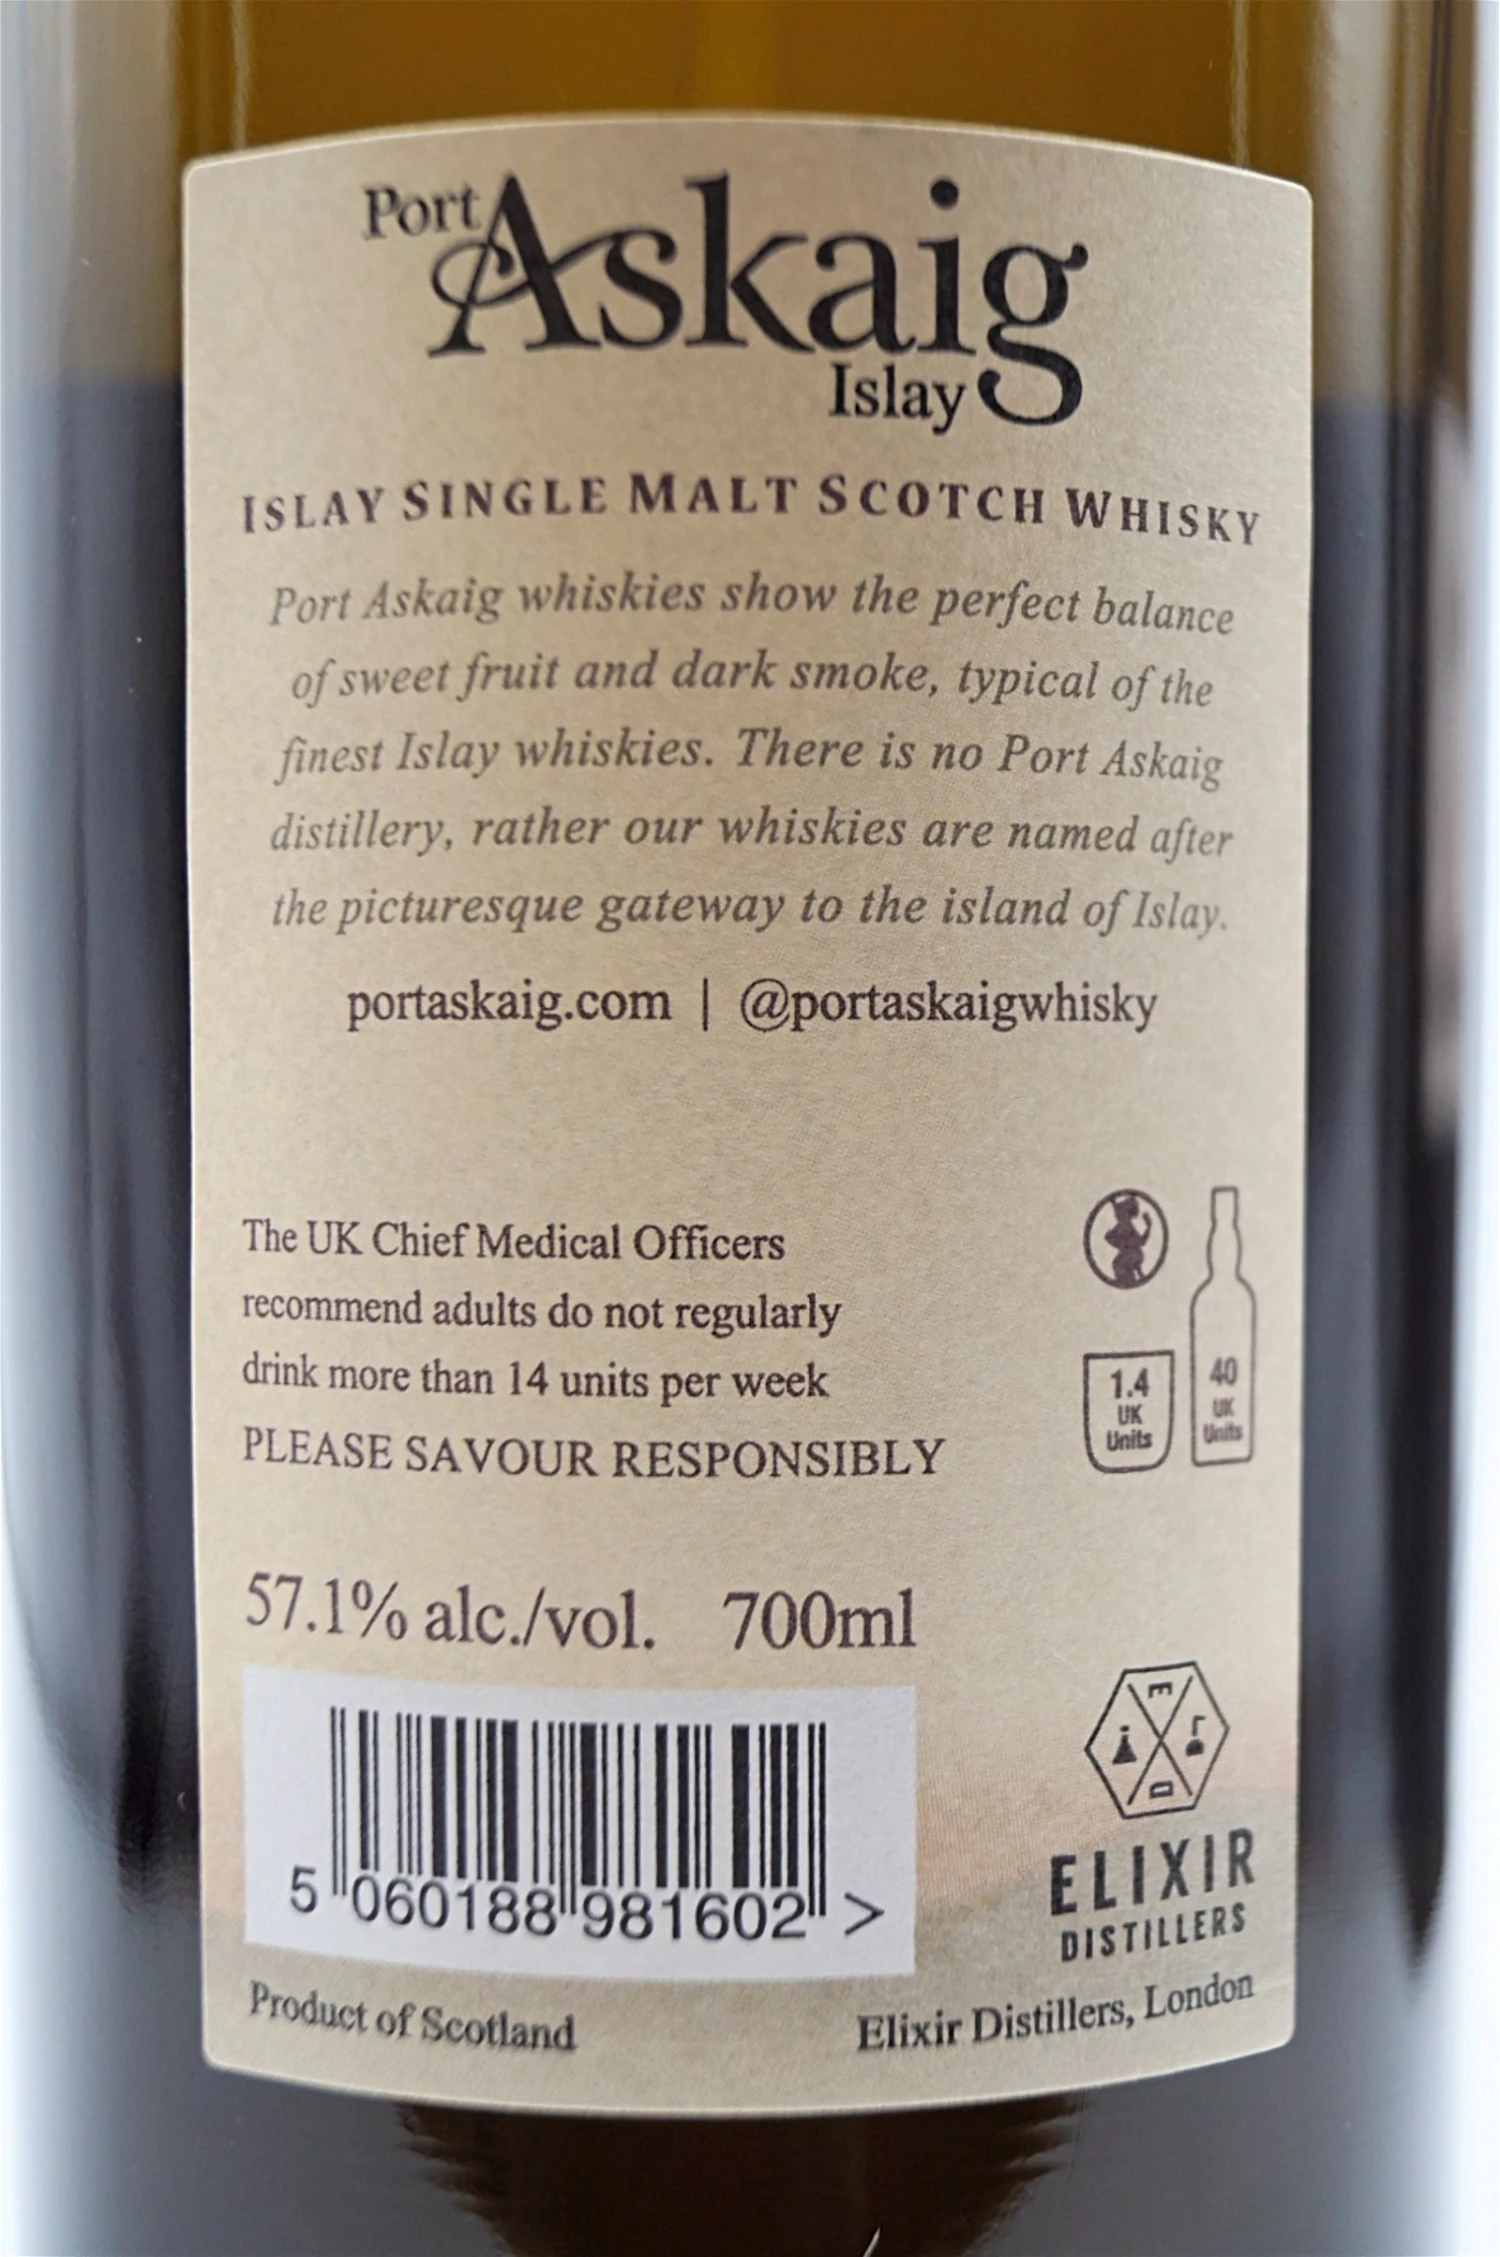 Port
Askaig
Islay
ISLAY SINGLE MALT SCOTCH WHISKY
Port Askaig whiskies show the perfect balance
of sweet fruit and dark smoke, typical of the
finest Islay whiskies. There is no Port Askaig
distillery, rather our whiskies are named after
the picturesque gateway to the island of Islay.
portaskaig.com | @portaskaigwhisky
The UK Chief Medical Officers
recommend adults do not regularly
drink more than 14 units per week
PLEASE SAVOUR RESPONSIBLY
1.4
UK
Units
40
UK
Units
57.1% alc./vol. 700ml
5 060188 981602 >
E
D
ELIXIR
DISTILLERS
Product of Scotland
Elixir Distillers, London